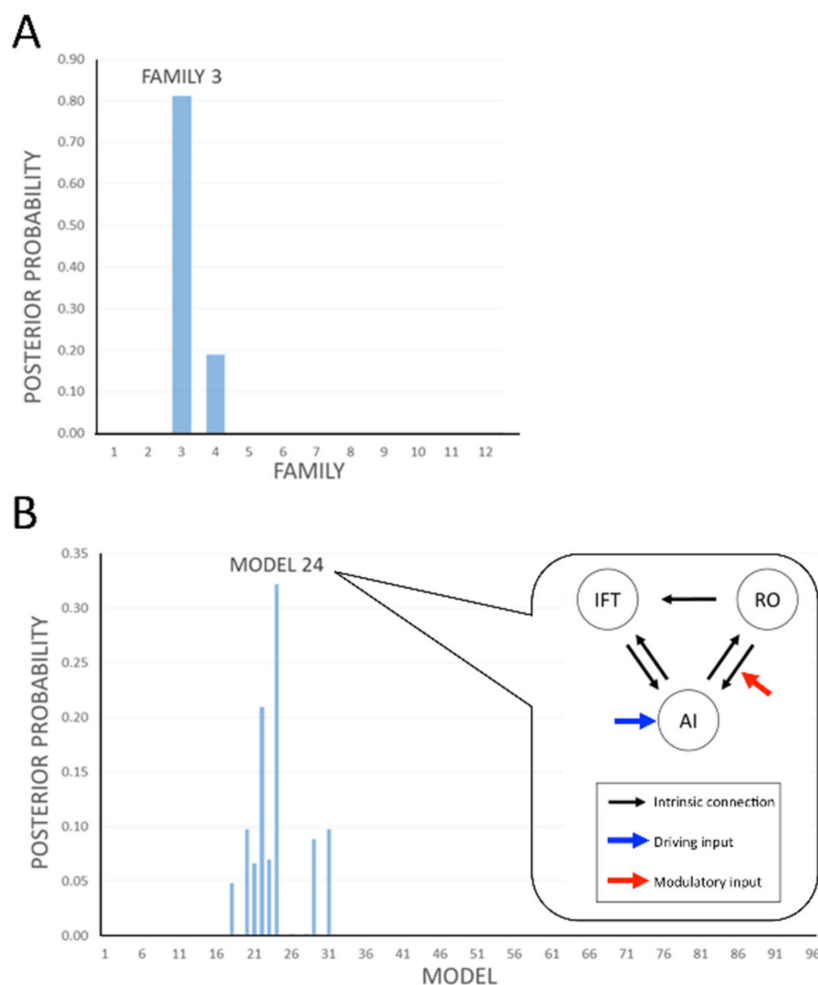 A
FAMILY 3
POSTERIOR PROBABILITY
0.90
0.80
0.70
0.60
0.50
0.40
0.30
0.20
0.10
0.00
1 2 3 4 5 6 7 8 9 10 11 12
FAMILY
B
MODEL 24
POSTERIOR PROBABILITY
0.35
0.30
0.25
0.20
0.15
0.10
0.05
0.00
1 6 11 16 21 26 31 36 41 46 51 56 61 66 71 76 81 86 91 96
MODEL
IFT RO
AI
Intrinsic connection
Driving input
Modulatory input